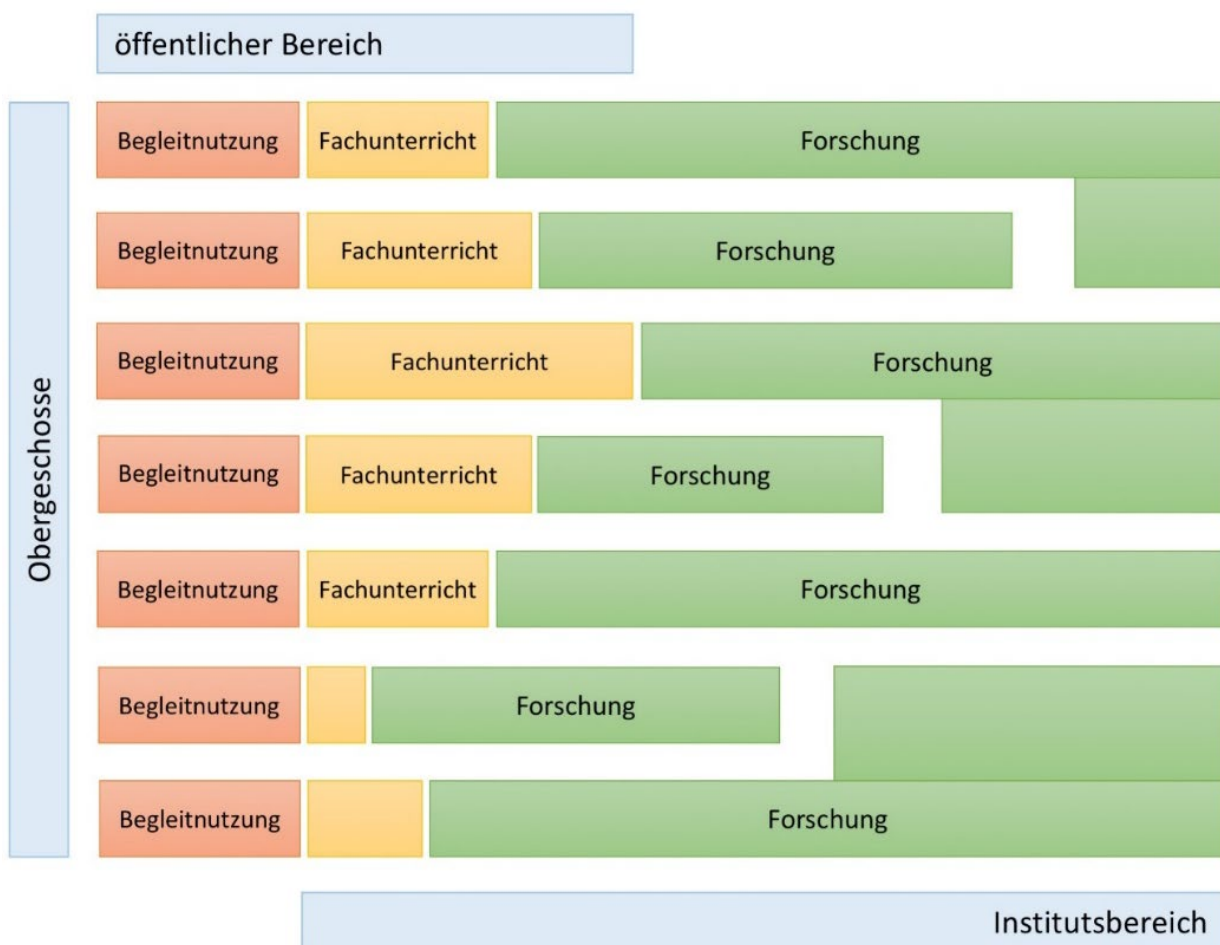 öffentlicher Bereich
Obergeschosse
Begleitnutzung Fachunterricht Forschung
Begleitnutzung Fachunterricht Forschung
Begleitnutzung Fachunterricht Forschung
Begleitnutzung Fachunterricht Forschung
Begleitnutzung Fachunterricht Forschung
Begleitnutzung Forschung
Begleitnutzung Forschung
Institutsbereich